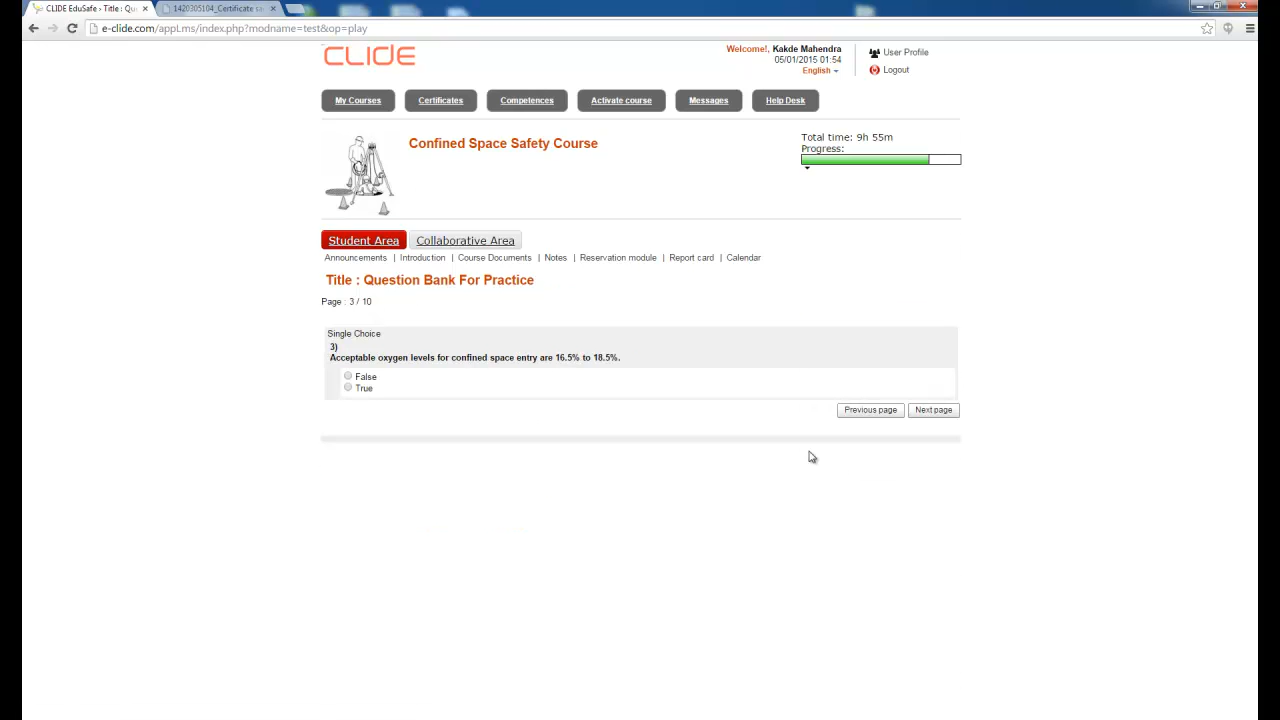 CLIDE EduSafe › Title : Qu
1420305104_Certificate sa
e-clide.com/appLms/index.php?modname=test&op=play
CLIDE
Welcome!, Kakde Mahendra
05/01/2015 01:54
English
User Profile
Logout
My Courses
Certificates
Competences
Activate course
Messages
Help Desk
Confined Space Safety Course
Total time: 9h 55m
Progress:
Student Area
Collaborative Area
Announcements | Introduction | Course Documents | Notes | Reservation module | Report card | Calendar
Title : Question Bank For Practice
Page : 3 / 10
Single Choice
3)
Acceptable oxygen levels for confined space entry are 16.5% to 18.5%.
False
True
Previous page
Next page